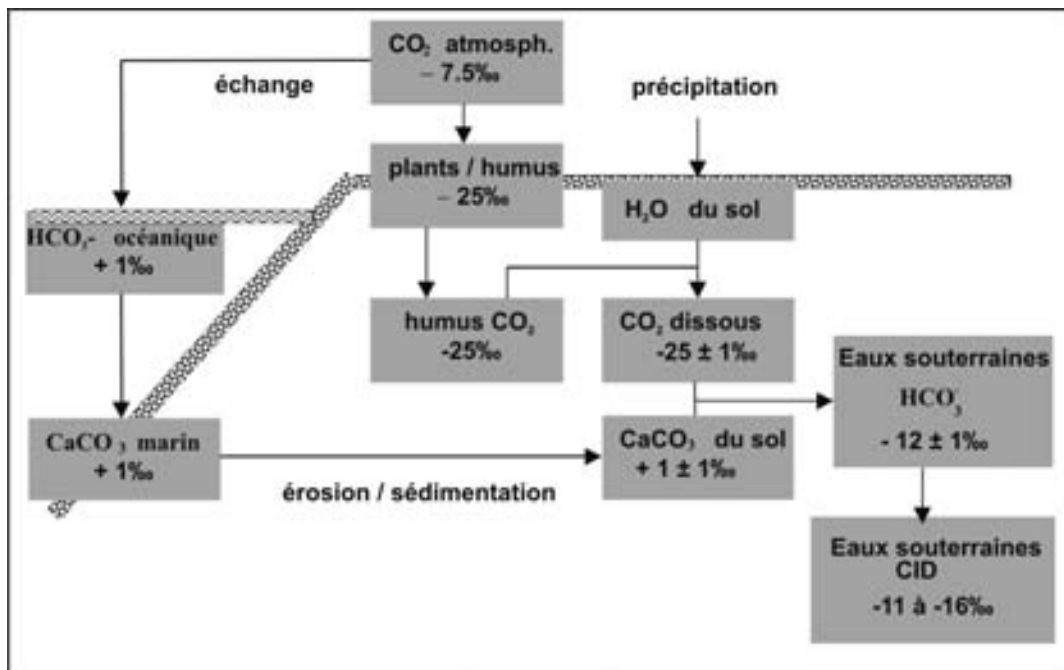 CO₂ atmosph.
– 7.5‰
échange
précipitation
plants / humus
– 25‰
H₂O du sol
HCO₃- océanique
+ 1‰
humus CO₂
-25‰
CO₂ dissous
-25 ± 1‰
Eaux souterraines
HCO₃⁻
- 12 ± 1‰
CaCO₃ marin
+ 1‰
CaCO₃ du sol
+ 1 ± 1‰
érosion / sédimentation
Eaux souterraines
CID
-11 à -16‰